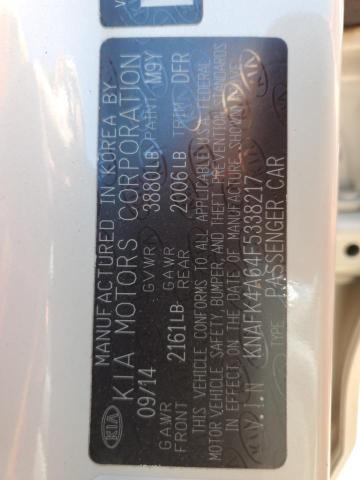 MANUFACTURED IN KOREA BY
KIA KIA MOTORS CORPORATION
09/14 GVWR 3880LB PAINT M9Y
GAWR FRONT 2161LB GAWR REAR 2006LB TRIM DFR
THIS VEHICLE CONFORMS TO ALL APPLICABLE U.S. FEDERAL
MOTOR VEHICLE SAFETY, BUMPER, AND THEFT PREVENTION STANDARDS
IN EFFECT ON THE DATE OF MANUFACTURE SHOWN ABOVE
V.I.N KNAFK4A64F5388217
TYPE PASSENGER CAR